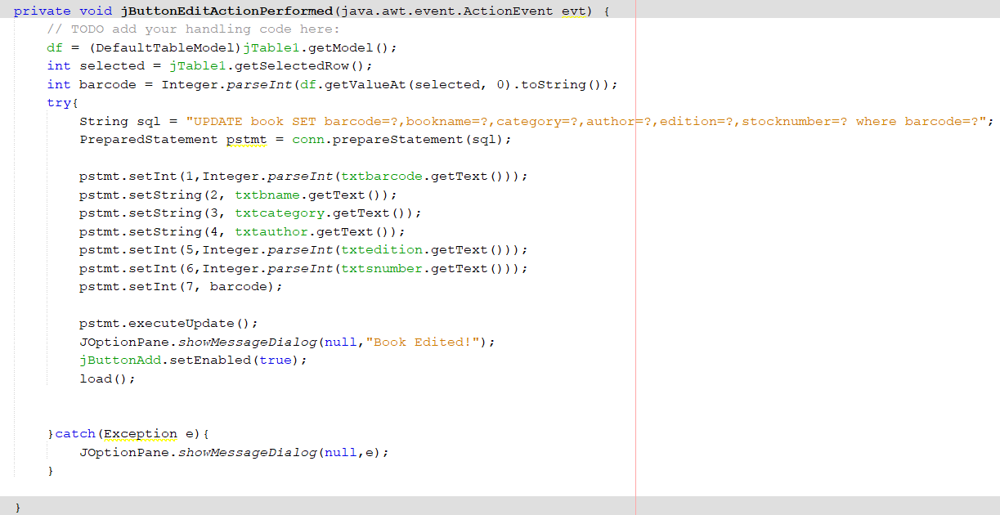 private void jButtonEditActionPerformed(java.awt.event.ActionEvent evt) {
// TODO add your handling code here:
df = (DefaultTableModel)jTable1.getModel();
int selected = jTable1.getSelectedRow();
int barcode = Integer.parseInt(df.getValueAt(selected, 0).toString());
try{
String sql = "UPDATE book SET barcode=?,bookname=?,category=?,author=?,edition=?,stocknumber=? where barcode=?";
PreparedStatement pstmt = conn.prepareStatement(sql);
pstmt.setInt(1,Integer.parseInt(txtbarcode.getText()));
pstmt.setString(2, txtbname.getText());
pstmt.setString(3, txtcategory.getText());
pstmt.setString(4, txtauthor.getText());
pstmt.setInt(5,Integer.parseInt(txtedition.getText()));
pstmt.setInt(6,Integer.parseInt(txtsnumber.getText()));
pstmt.setInt(7, barcode);
pstmt.executeUpdate();
JOptionPane.showMessageDialog(null,"Book Edited!");
jButtonAdd.setEnabled(true);
load();
}catch(Exception e){
JOptionPane.showMessageDialog(null,e);
}
}